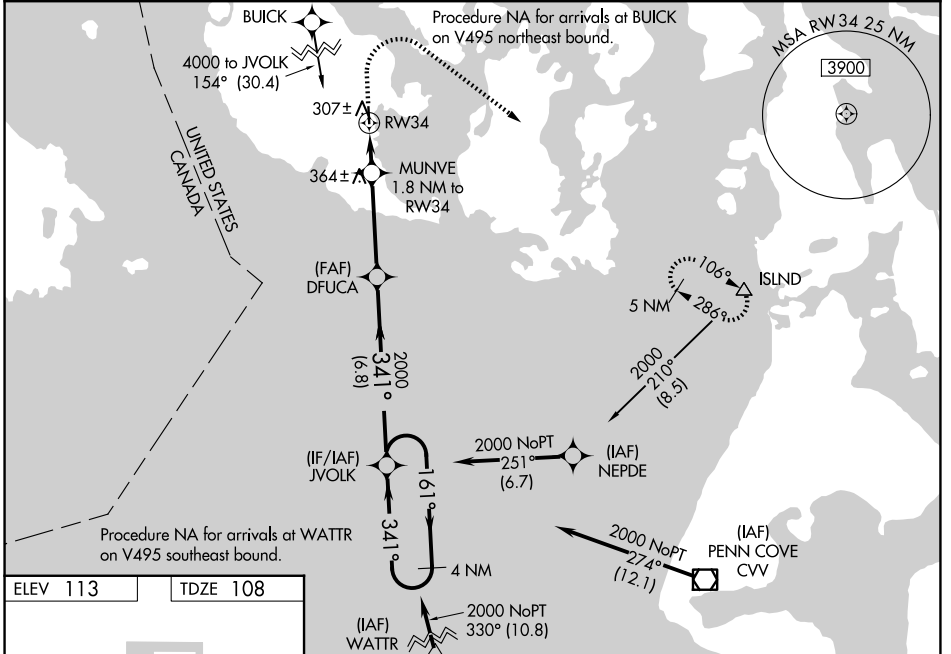 BUICK
Procedure NA for arrivals at BUICK
on V495 northeast bound.
4000 to JVOLK
154° (30.4)
MSA RW34 25 NM
3900
307±
RW34
UNITED STATES
CANADA
364±
MUNVE
1.8 NM to
RW34
(FAF)
DFUCA
106°
ISLND
5 NM
286°
2000
341°
(6.8)
2000
210°
(8.5)
(IF/IAF)
JVOLK
161°
2000 NoPT
251°
(6.7)
(IAF)
NEPDE
341°
Procedure NA for arrivals at WATTR
on V495 southeast bound.
4 NM
2000 NoPT
274°
(12.1)
(IAF)
PENN COVE
CVV
ELEV 113
TDZE 108
(IAF)
WATTR
2000 NoPT
330° (10.8)